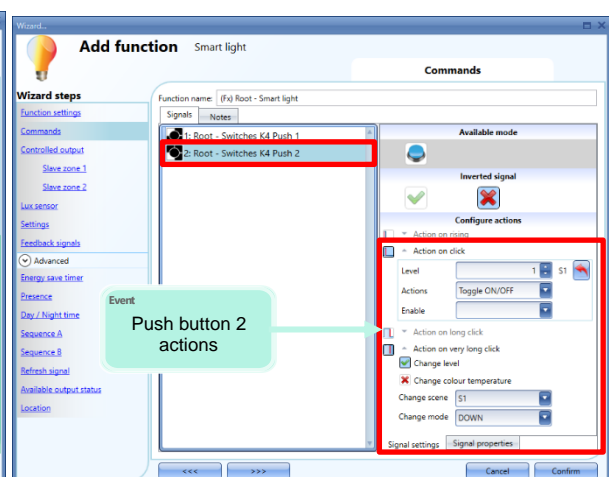 Wizard...
Add function Smart light
Commands
Wizard steps
Function settings
Commands
Controlled output
Slave zone 1
Slave zone 2
Lux sensor
Settings
Feedback signals
Advanced
Energy save timer
Presence
Day / Night time
Sequence A
Sequence B
Refresh signal
Available output status
Location
Function name: (Fx) Root - Smart light
Signals Notes
1: Root - Switches K4 Push 1
2: Root - Switches K4 Push 2
Event
Push button 2
actions
Available mode
Inverted signal
Configure actions
Action on rising
Action on click
Level 1 S1
Actions Toggle ON/OFF
Enable
Action on long click
Action on very long click
Change level
Change colour temperature
Change scene S1
Change mode DOWN
Signal settings Signal properties
<<< >>> Cancel Confirm